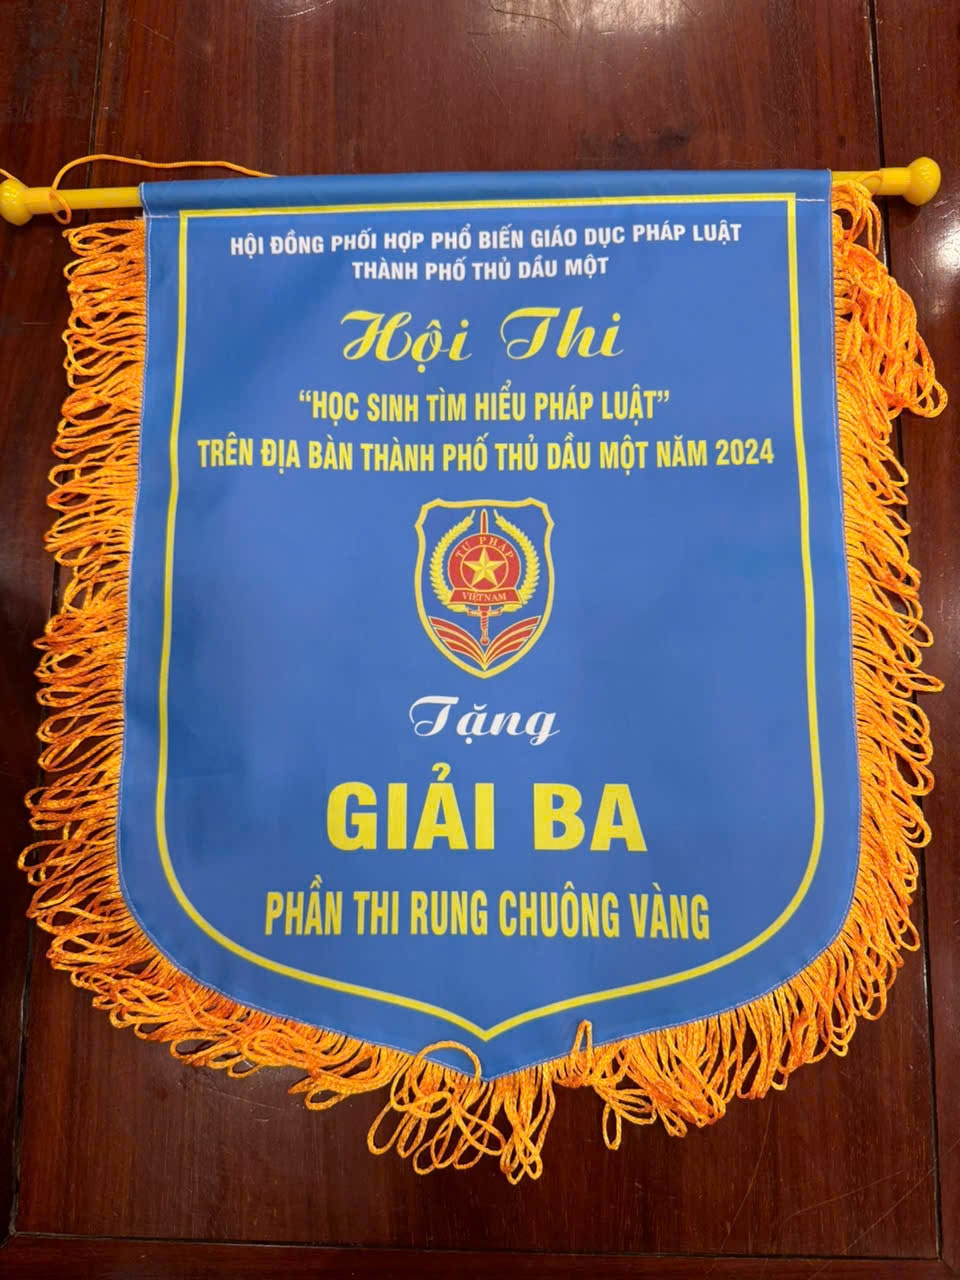 HỘI ĐỒNG PHỐI HỢP PHỔ BIẾN GIÁO DỤC PHÁP LUẬT
THÀNH PHỐ THỦ DẦU MỘT
Hội Thi
“HỌC SINH TÌM HIỂU PHÁP LUẬT”
TRÊN ĐỊA BÀN THÀNH PHỐ THỦ DẦU MỘT NĂM 2024
TƯ PHÁP
VIỆT NAM
Tặng
GIẢI BA
PHẦN THI RUNG CHUÔNG VÀNG